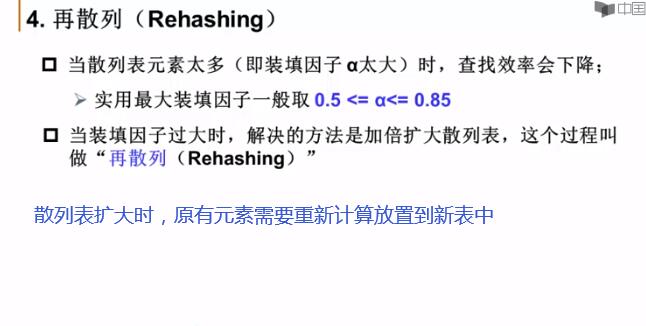 中国
4. 再散列（Rehashing）
当散列表元素太多（即装填因子 α太大）时，查找效率会下降；
实用最大装填因子一般取 0.5 <= α<= 0.85
当装填因子过大时，解决的方法是加倍扩大散列表，这个过程叫
做“再散列（Rehashing）”
散列表扩大时，原有元素需要重新计算放置到新表中